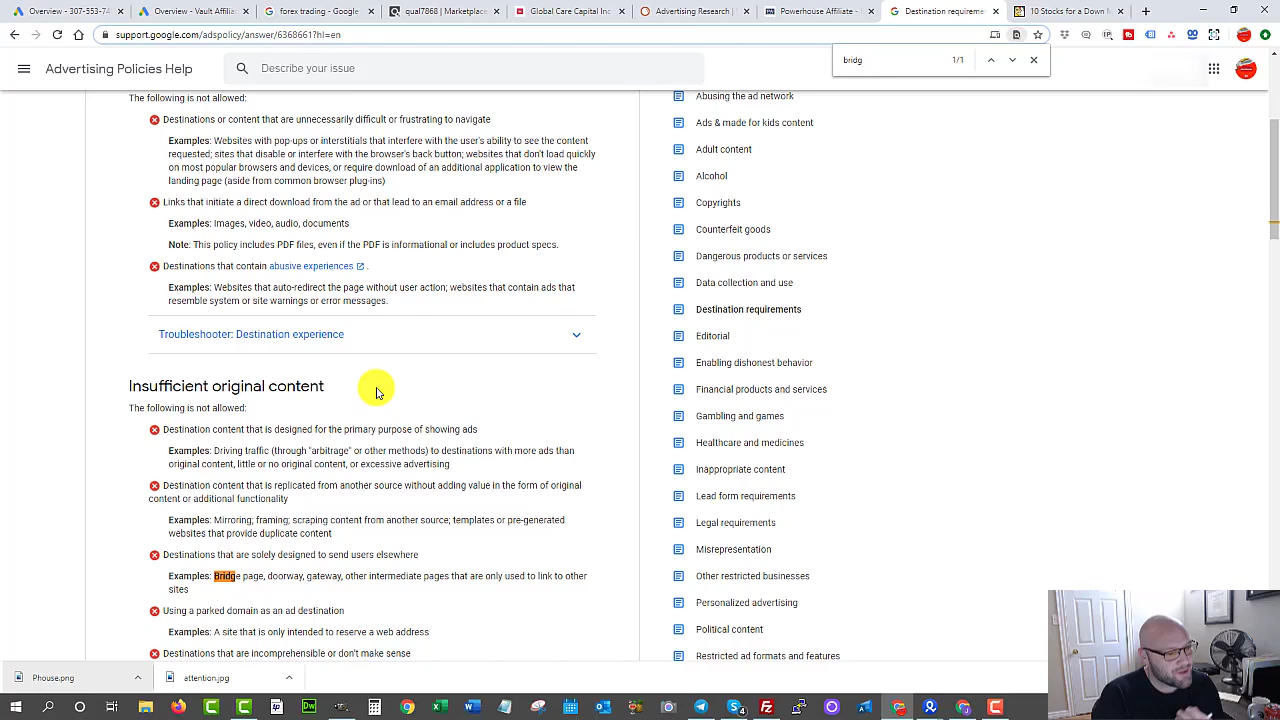 Overview - 307-553-74
Overview - Vault Affilia
forex trading - Google
qual7868 | Marketplace
Global Care Capital Inc
Advertising Research |
Powerhouse Affiliate -
Destination requireme
10 Stocks for a Down M
support.google.com/adspolicy/answer/6368661?hl=en
bridg 1/1
Advertising Policies Help
Describe your issue
The following is not allowed:
Destinations or content that are unnecessarily difficult or frustrating to navigate
Examples: Websites with pop-ups or interstitials that interfere with the user's ability to see the content
requested; sites that disable or interfere with the browser's back button; websites that don't load quickly
on most popular browsers and devices, or require download of an additional application to view the
landing page (aside from common browser plug-ins)
Links that initiate a direct download from the ad or that lead to an email address or a file
Examples: Images, video, audio, documents
Note: This policy includes PDF files, even if the PDF is informational or includes product specs.
Destinations that contain abusive experiences .
Examples: Websites that auto-redirect the page without user action; websites that contain ads that
resemble system or site warnings or error messages.
Troubleshooter: Destination experience
Insufficient original content
The following is not allowed:
Destination content that is designed for the primary purpose of showing ads
Examples: Driving traffic (through "arbitrage" or other methods) to destinations with more ads than
original content, little or no original content, or excessive advertising
Destination content that is replicated from another source without adding value in the form of original
content or additional functionality
Examples: Mirroring; framing; scraping content from another source; templates or pre-generated
websites that provide duplicate content
Destinations that are solely designed to send users elsewhere
Examples: Bridge page, doorway, gateway, other intermediate pages that are only used to link to other
sites
Using a parked domain as an ad destination
Examples: A site that is only intended to reserve a web address
Destinations that are incomprehensible or don't make sense
Abusing the ad network
Ads & made for kids content
Adult content
Alcohol
Copyrights
Counterfeit goods
Dangerous products or services
Data collection and use
Destination requirements
Editorial
Enabling dishonest behavior
Financial products and services
Gambling and games
Healthcare and medicines
Inappropriate content
Lead form requirements
Legal requirements
Misrepresentation
Other restricted businesses
Personalized advertising
Political content
Restricted ad formats and features
Phouse.png
attention.jpg